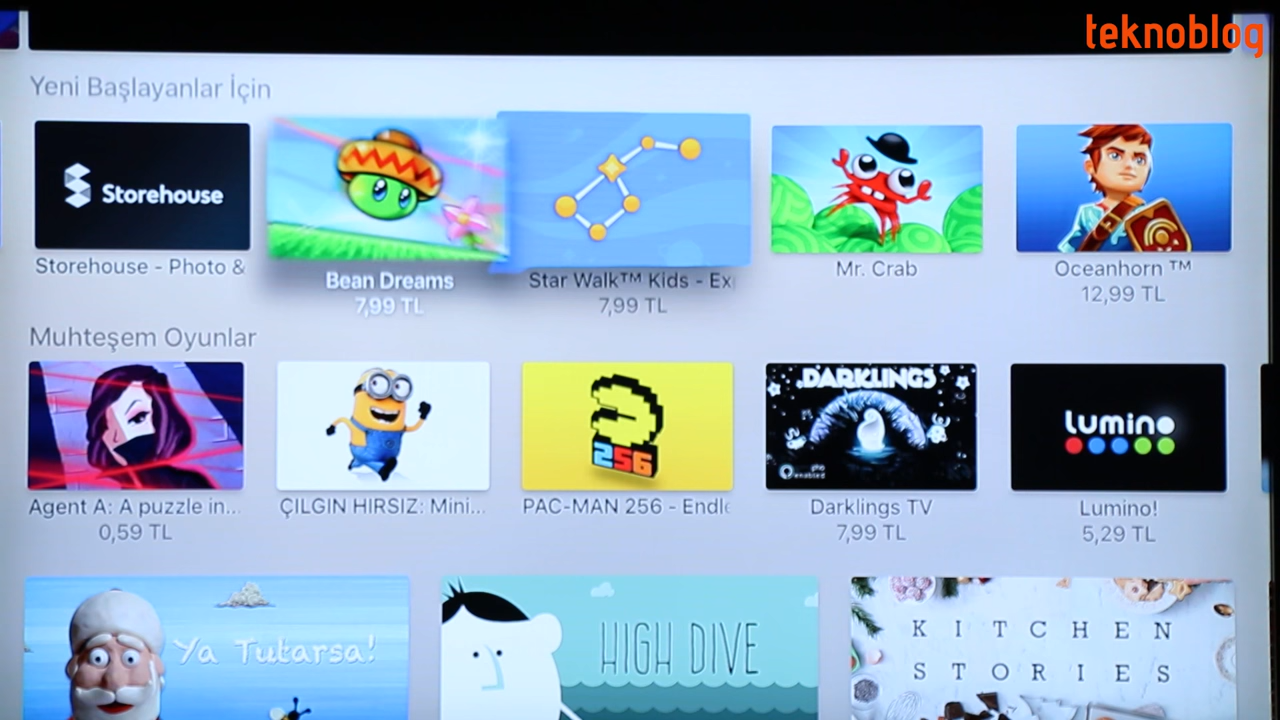 teknoblog
Yeni Başlayanlar İçin
Storehouse
Storehouse - Photo &
Bean Dreams
7,99 TL
Star Walk™ Kids - Ex
7,99 TL
Mr. Crab
Oceanhorn ™
12,99 TL
Muhteşem Oyunlar
256
DARKLINGS
enabled
Lumino
Agent A: A puzzle in...
0,59 TL
ÇILGIN HIRSIZ: Mini...
PAC-MAN 256 - Endle
Darklings TV
7,99 TL
Lumino!
5,29 TL
Ya Tutarsa!
HIGH DIVE
KITCHEN
STORIES